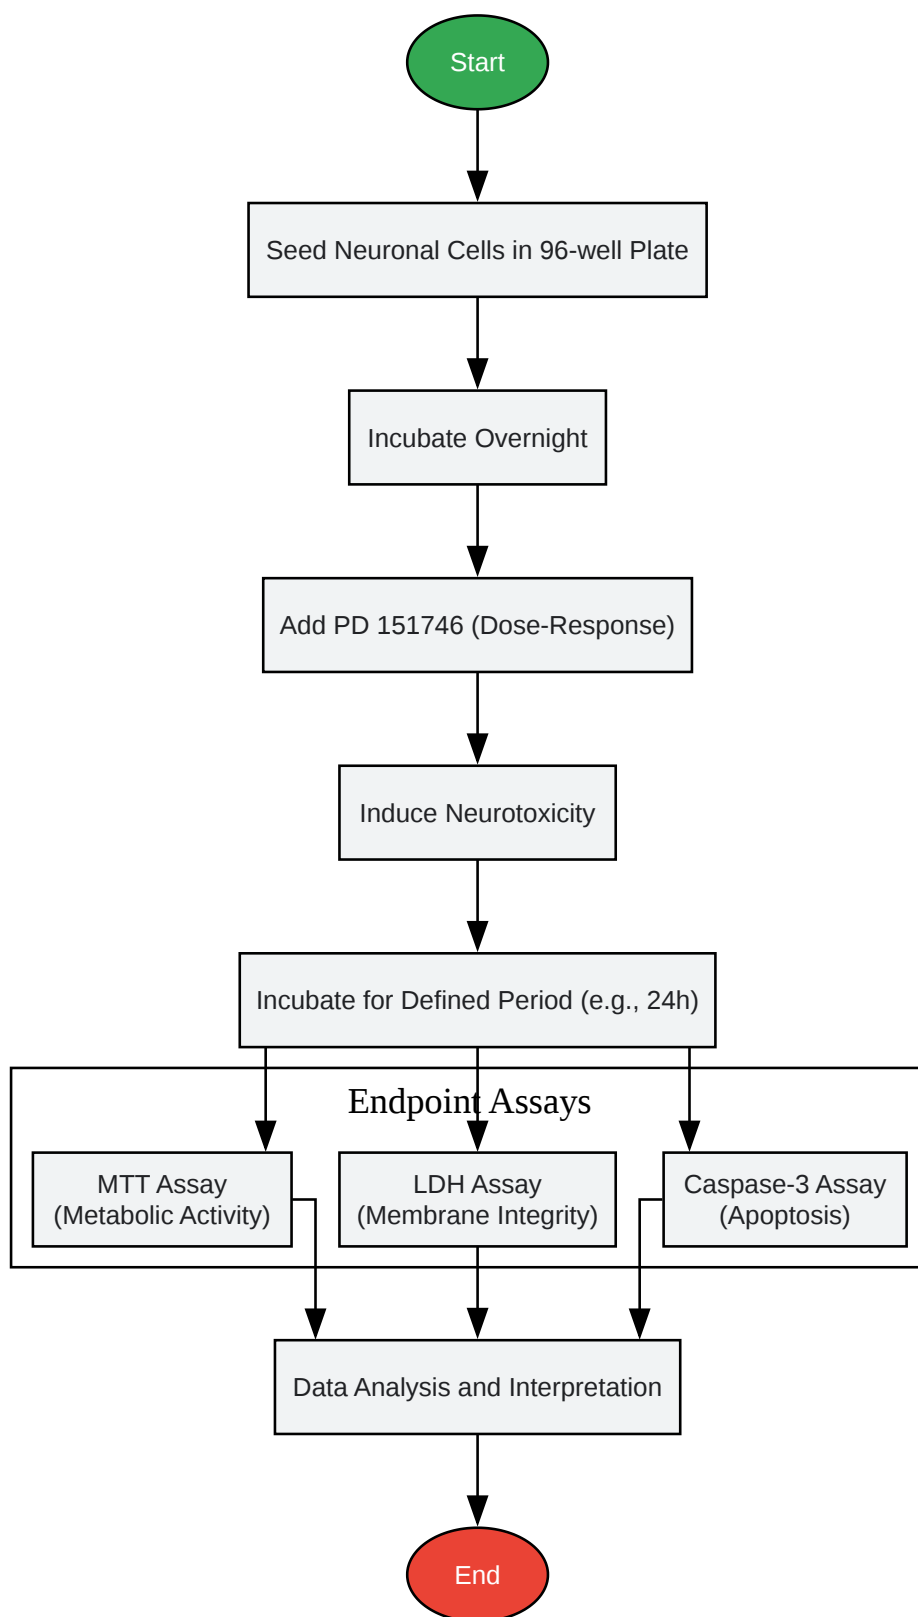 Start
Seed Neuronal Cells in 96-well Plate
Incubate Overnight
Add PD 151746 (Dose-Response)
Induce Neurotoxicity
Incubate for Defined Period (e.g., 24h)
Endpoint Assays
MTT Assay
(Metabolic Activity)
LDH Assay
(Membrane Integrity)
Caspase-3 Assay
(Apoptosis)
Data Analysis and Interpretation
End